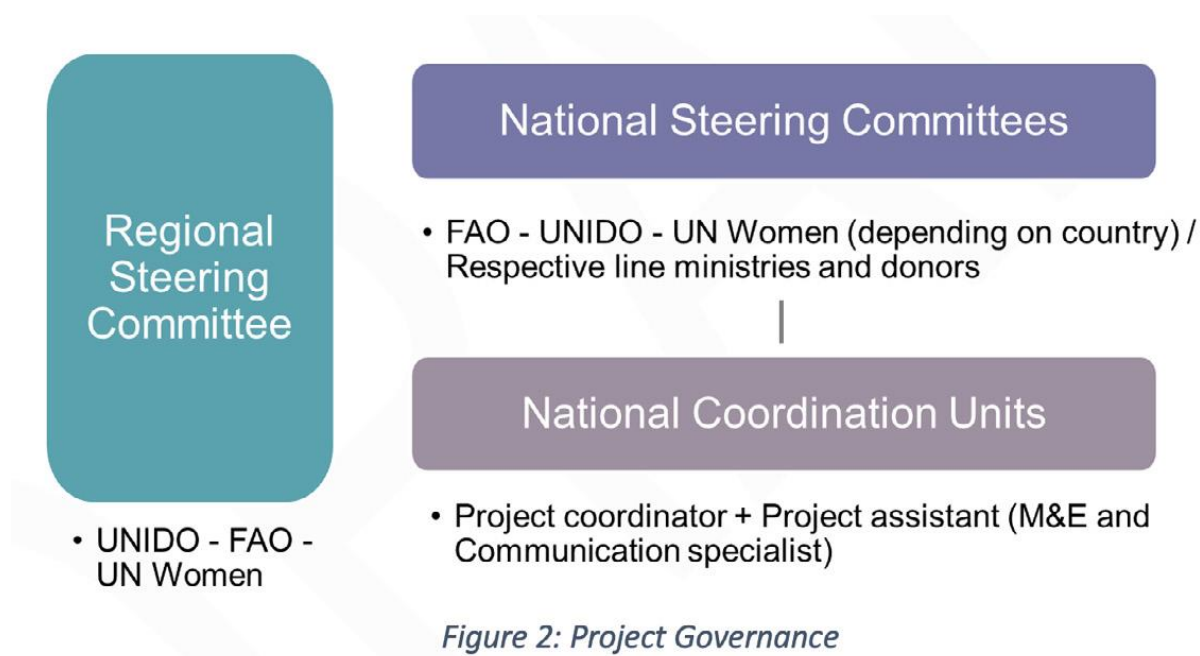 Regional
Steering
Committee
• UNIDO - FAO -
UN Women
National Steering Committees
• FAO - UNIDO - UN Women (depending on country) /
Respective line ministries and donors
National Coordination Units
• Project coordinator + Project assistant (M&E and
Communication specialist)
Figure 2: Project Governance